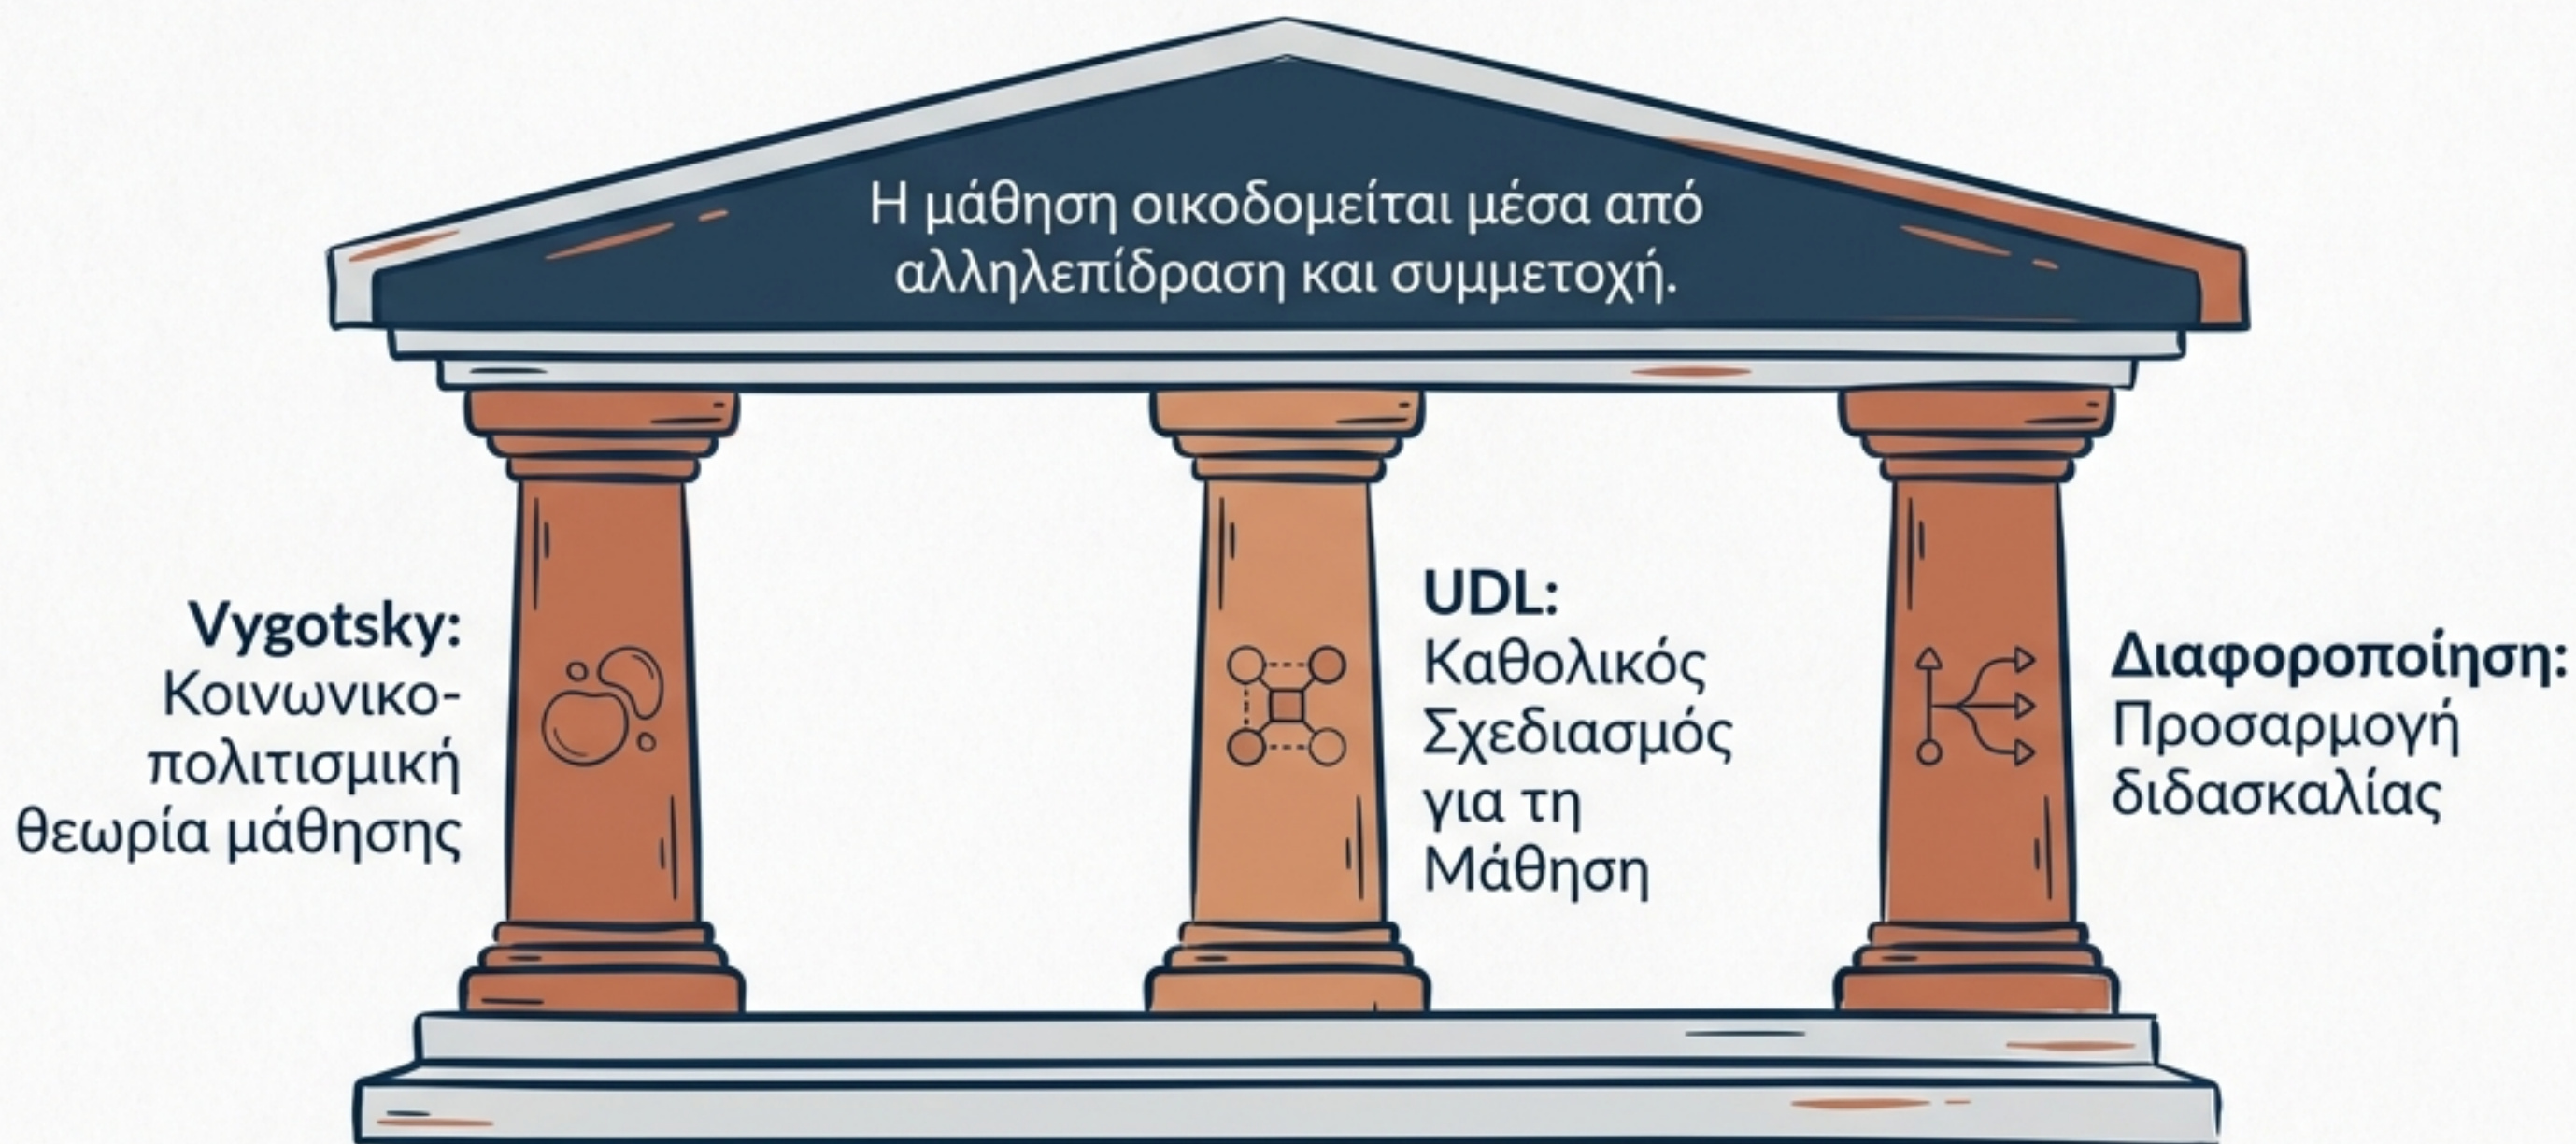 Η μάθηση οικοδομείται μέσα από
αλληλεπίδραση και συμμετοχή.
Vygotsky:
Κοινωνικο-
πολιτισμική
θεωρία μάθησης
UDL:
Καθολικός
Σχεδιασμός
για τη
Μάθηση
Διαφοροποίηση:
Προσαρμογή
διδασκαλίας